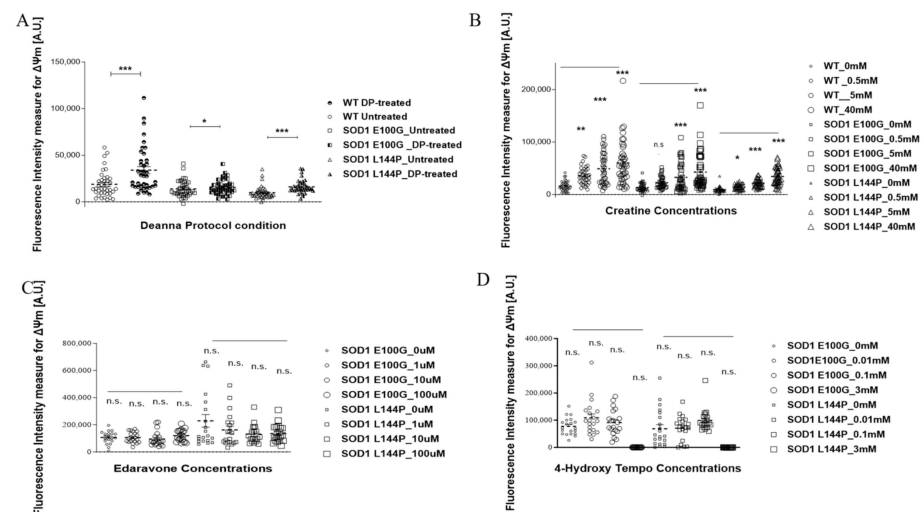 A
Fluorescence Intensity measure for ΔΨm [A.U.]
150,000
100,000
50,000
0
***
*
***
Deanna Protocol condition
WT DP-treated
WT Untreated
SOD1 E100G_Untreated
SOD1 E100G _DP-treated
SOD1 L144P_Untreated
SOD1 L144P_DP-treated
B
Fluorescence Intensity measure for ΔΨm [A.U.]
200,000
100,000
0
**
***
***
n.s
***
***
*
***
***
Creatine Concentrations
WT_0mM
WT _0.5mM
WT__5mM
WT_40mM
SOD1 E100G_0mM
SOD1 E100G_0.5mM
SOD1 E100G_5mM
SOD1 E100G_40mM
SOD1 L144P_0mM
SOD1 L144P_0.5mM
SOD1 L144P_5mM
SOD1 L144P_40mM
C
Fluorescence Intensity measure for ΔΨm [A.U.]
800,000
600,000
400,000
200,000
0
n.s.
n.s.
n.s.
n.s.
n.s.
n.s.
n.s.
n.s.
Edaravone Concentrations
SOD1 E100G_0uM
SOD1 E100G_1uM
SOD1 E100G_10uM
SOD1 E100G_100uM
SOD1 L144P_0uM
SOD1 L144P_1uM
SOD1 L144P_10uM
SOD1 L144P_100uM
D
Fluorescence Intensity measure for ΔΨm [A.U.]
400,000
300,000
200,000
100,000
0
n.s.
n.s.
n.s.
n.s.
n.s.
n.s.
n.s.
n.s.
4-Hydroxy Tempo Concentrations
SOD1 E100G_0mM
SOD1E100G_0.01mM
SOD1 E100G_0.1mM
SOD1 E100G_3mM
SOD1 L144P_0mM
SOD1 L144P_0.01mM
SOD1 L144P_0.1mM
SOD1 L144P_3mM